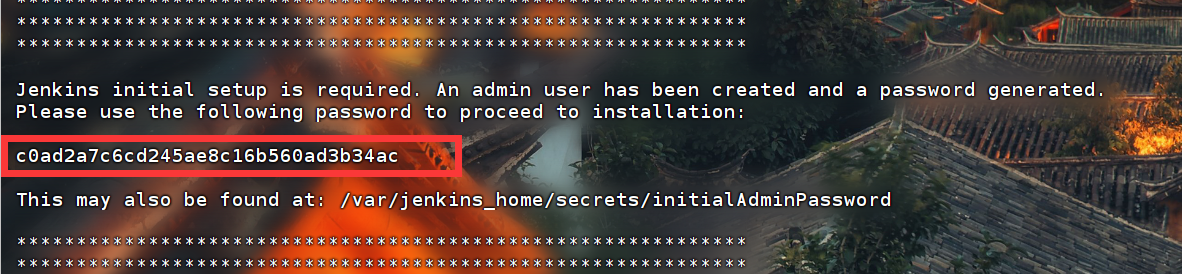 *************************************************************
*************************************************************
*************************************************************
Jenkins initial setup is required. An admin user has been created and a password generated.
Please use the following password to proceed to installation:
c0ad2a7c6cd245ae8c16b560ad3b34ac
This may also be found at: /var/jenkins_home/secrets/initialAdminPassword
*************************************************************
*************************************************************